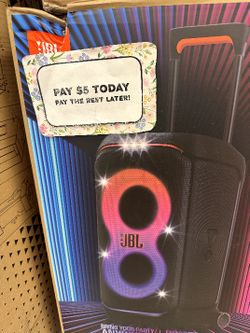 JBL
PAY $5 TODAY
PAY THE REST LATER!
JBL